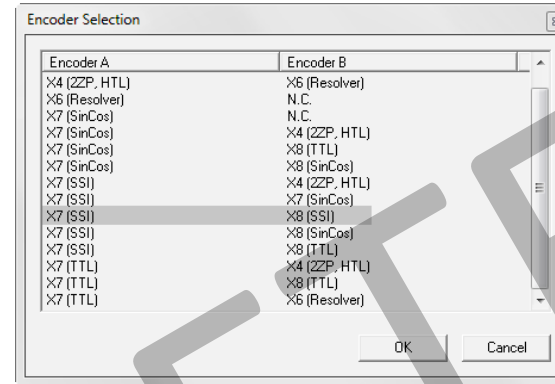 Encoder Selection
Encoder A Encoder B
X4 (2ZP, HTL) X6 (Resolver)
X6 (Resolver) N.C.
X7 (SinCos) N.C.
X7 (SinCos) X4 (2ZP, HTL)
X7 (SinCos) X8 (TTL)
X7 (SinCos) X8 (SinCos)
X7 (SSI) X4 (2ZP, HTL)
X7 (SSI) X7 (SinCos)
X7 (SSI) X8 (SSI)
X7 (SSI) X8 (SinCos)
X7 (SSI) X8 (TTL)
X7 (TTL) X4 (2ZP, HTL)
X7 (TTL) X8 (TTL)
X7 (TTL) X6 (Resolver)
OK Cancel